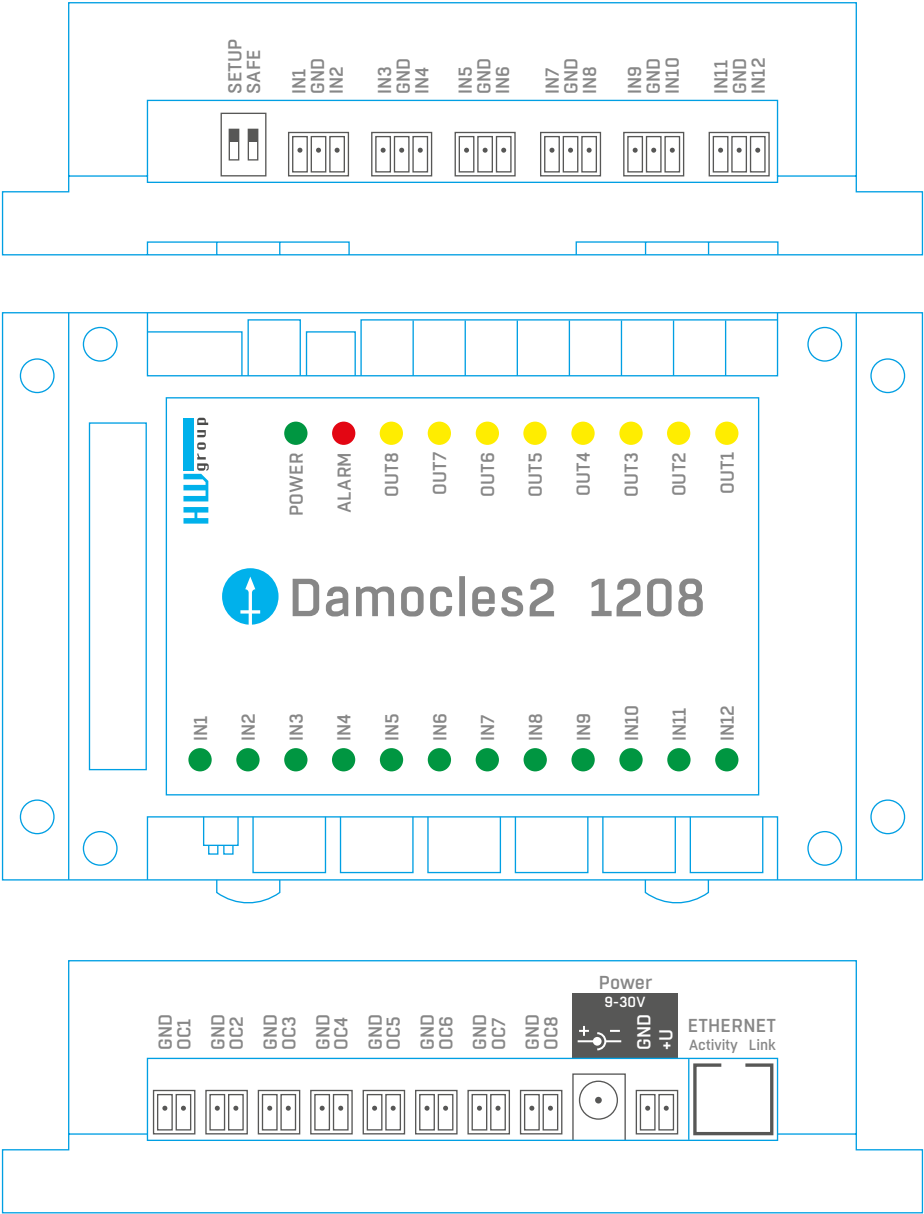 SETUP
SAFE
IN1
GND
IN2
IN3
GND
IN4
IN5
GND
IN6
IN7
GND
IN8
IN9
GND
IN10
IN11
GND
IN12
HW group
POWER
ALARM
OUT8
OUT7
OUT6
OUT5
OUT4
OUT3
OUT2
OUT1
Damocles2 1208
IN1
IN2
IN3
IN4
IN5
IN6
IN7
IN8
IN9
IN10
IN11
IN12
GND
OC1
GND
OC2
GND
OC3
GND
OC4
GND
OC5
GND
OC6
GND
OC7
GND
OC8
Power
9-30V
+ −
GND
+U
ETHERNET
Activity Link